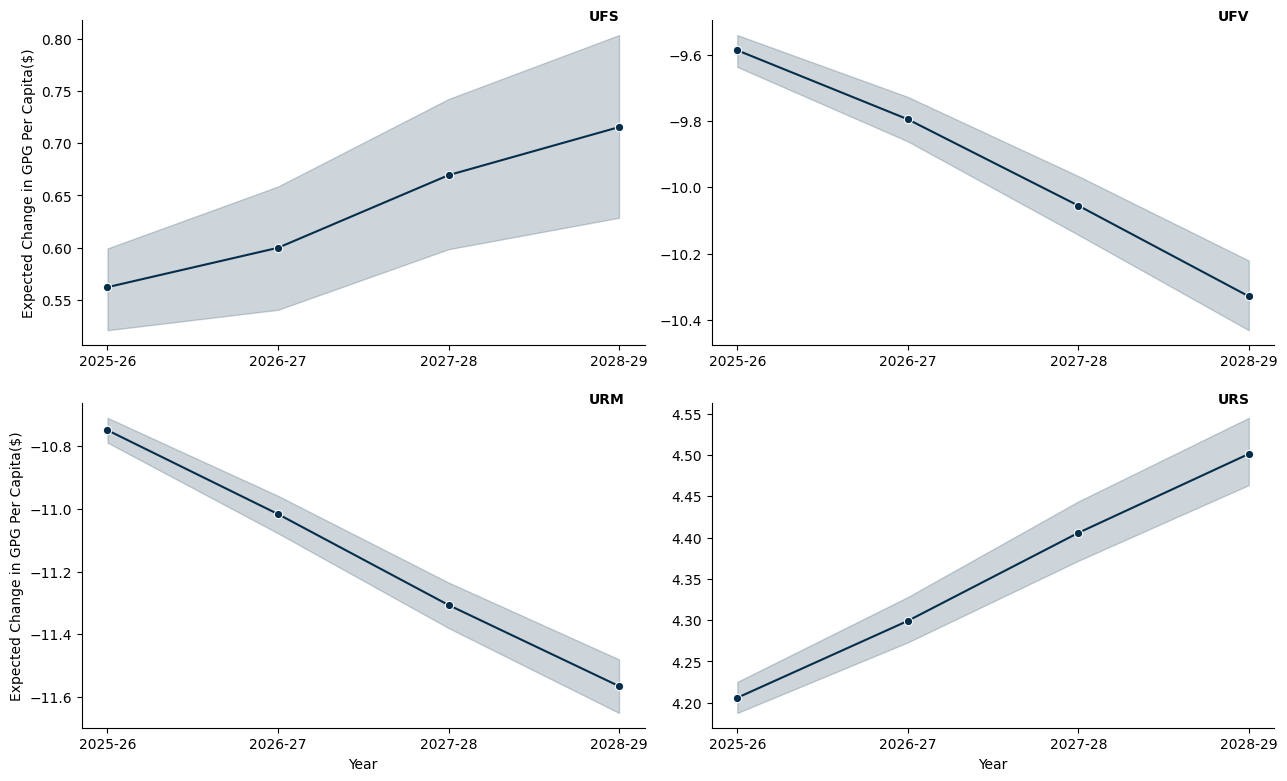 UFS
Expected Change in GPG Per Capita($)
0.80
0.75
0.70
0.65
0.60
0.55
2025-26 2026-27 2027-28 2028-29
UFV
−9.6
−9.8
−10.0
−10.2
−10.4
2025-26 2026-27 2027-28 2028-29
URM
Expected Change in GPG Per Capita($)
−10.8
−11.0
−11.2
−11.4
−11.6
2025-26 2026-27 2027-28 2028-29
Year
URS
4.55
4.50
4.45
4.40
4.35
4.30
4.25
4.20
2025-26 2026-27 2027-28 2028-29
Year